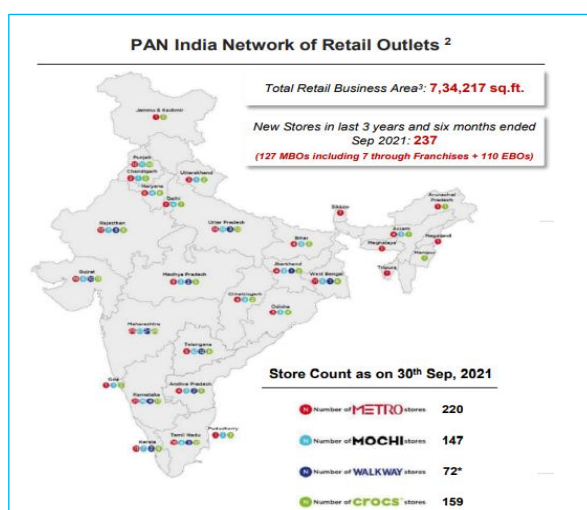 PAN India Network of Retail Outlets 2
Total Retail Business Area3: 7,34,217 sq.ft.
New Stores in last 3 years and six months ended
Sep 2021: 237
(127 MBOs including 7 through Franchises + 110 EBOs)
Jammu & Kashmir
Punjab
Chandigarh
Uttarakhand
Haryana
Delhi
Rajasthan
Uttar Pradesh
Bihar
Sikkim
Arunachal
Pradesh
Assam
Nagaland
Meghalaya
Manipur
Tripura
Gujrat
Madhya Pradesh
Jharkhand
West Bengal
Chhattisgarh
Odisha
Maharashtra
Telangana
Goa
Karnataka
Andhra Pradesh
Kerala
Tamil Nadu
Puducherry
Store Count as on 30th Sep, 2021
N Number of METRO stores 220
N Number of MOCHI stores 147
N Number of WALKWAY stores 72*
N Number of crocs™ stores 159